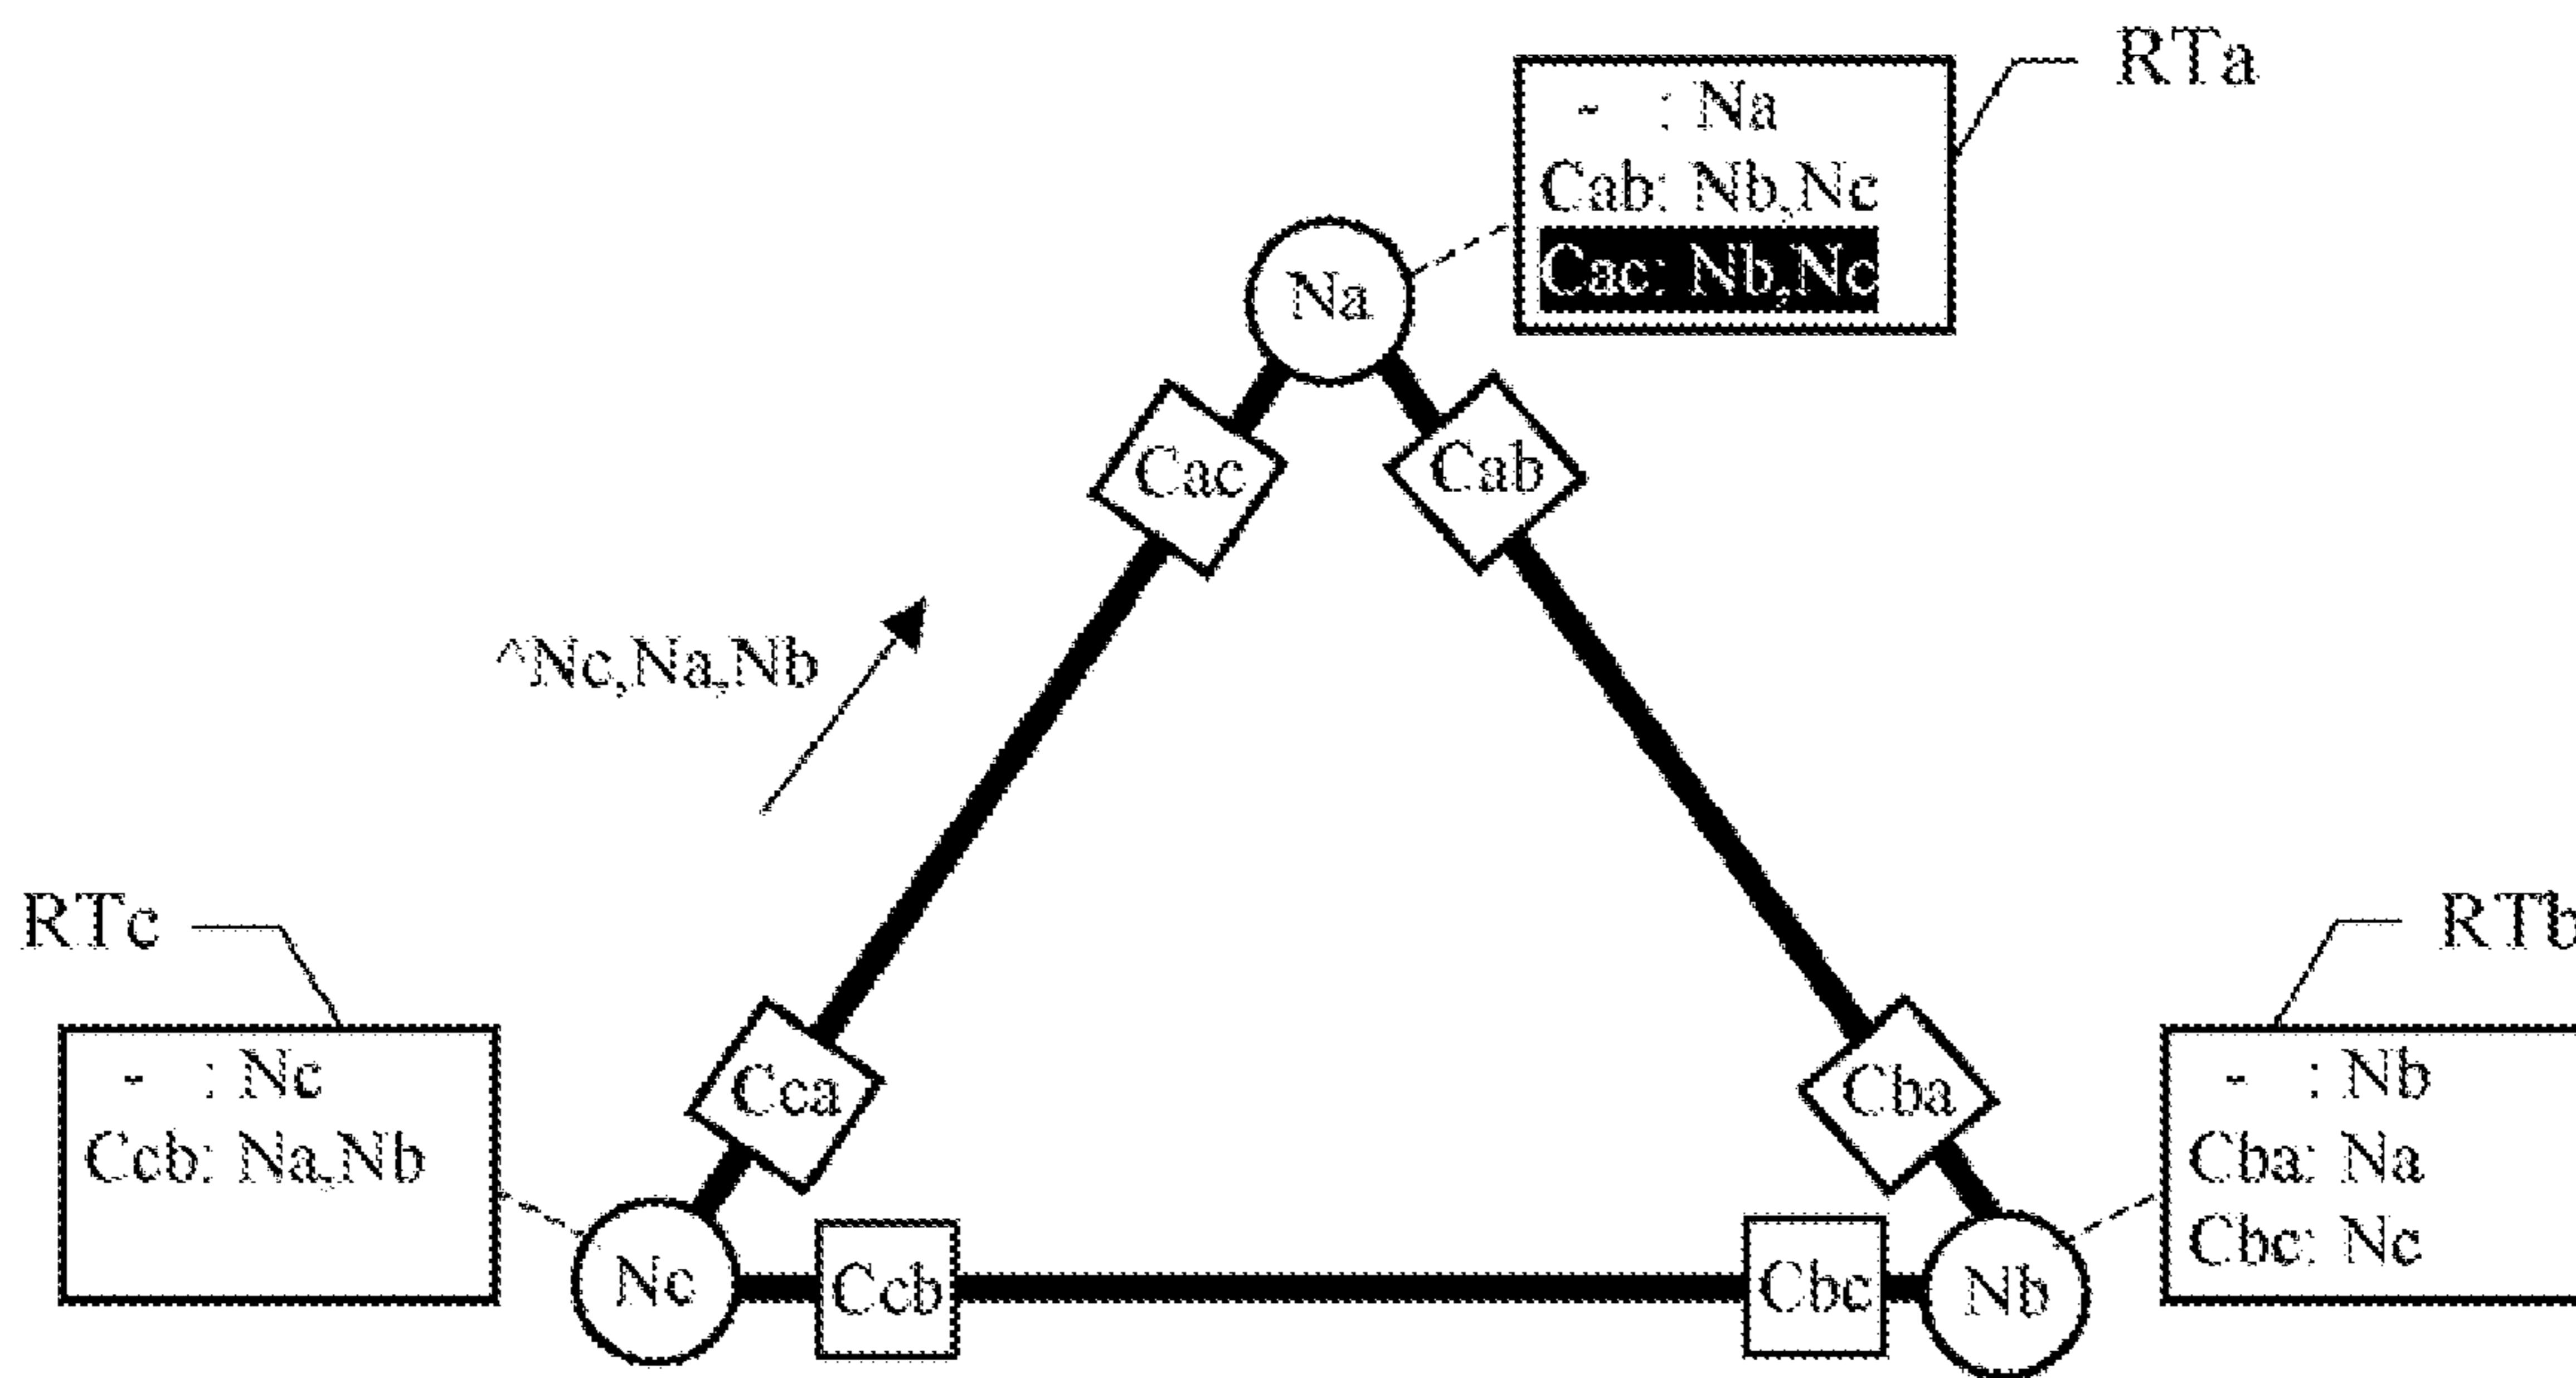 RTa
- : Na
Cab: Nb,Nc
Cac: Nb,Nc
Na
Cac
Cab
^Nc,Na,Nb
RTc
RTb
- : Nc
Ccb: Na,Nb
Cca
Cba
- : Nb
Cba: Na
Cbc: Nc
Nc
Ccb
Cbc
Nb